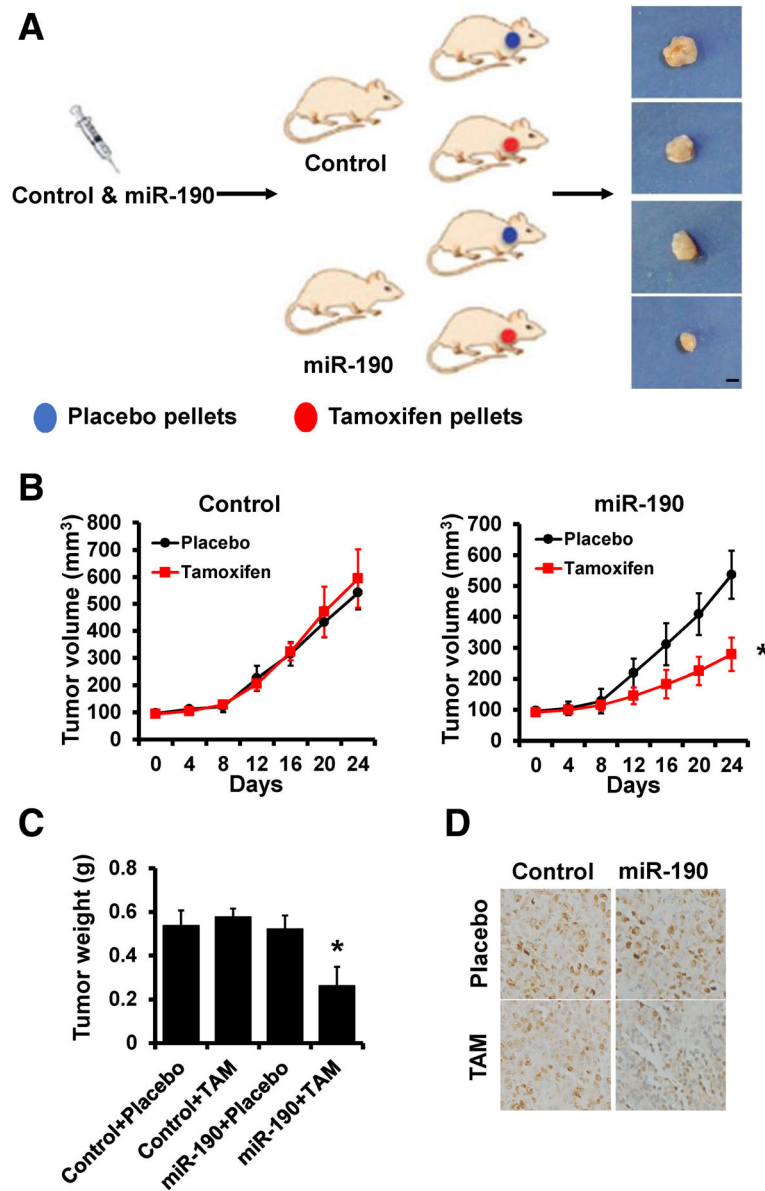 A
Control & miR-190
Control
miR-190
Placebo pellets
Tamoxifen pellets
B
Control
Tumor volume (mm³)
800
700
600
500
400
300
200
100
0
Placebo
Tamoxifen
0 4 8 12 16 20 24
Days
miR-190
Tumor volume (mm³)
700
600
500
400
300
200
100
0
Placebo
Tamoxifen
*
0 4 8 12 16 20 24
Days
C
Tumor weight (g)
0.8
0.6
0.4
0.2
0
*
Control+Placebo
Control+TAM
miR-190+Placebo
miR-190+TAM
D
Control miR-190
Placebo
TAM